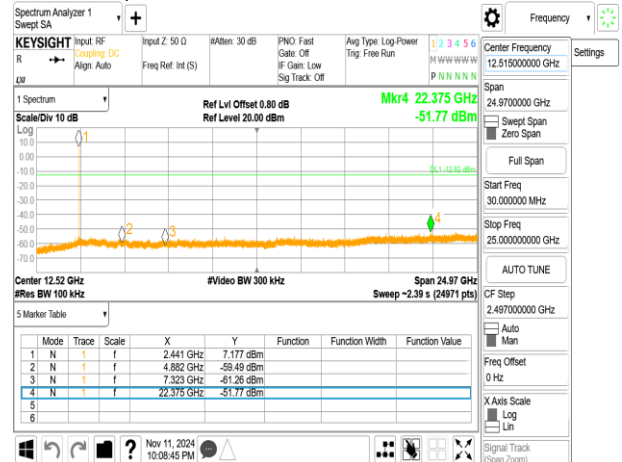 Spectrum Analyzer 1
Swept SA
KEYSIGHT
R
Input: RF
Coupling: DC
Align: Auto
Input Z: 50 Ω
Freq Ref: Int (S)
#Atten: 30 dB
PNO: Fast
Gate: Off
IF Gain: Low
Sig Track: Off
Avg Type: Log-Power
Trig: Free Run
1 2 3 4 5 6
M W W W W W
P N N N N N
1 Spectrum
Scale/Div 10 dB
Ref Lvl Offset 0.80 dB
Ref Level 20.00 dBm
Mkr4 22.375 GHz
-51.77 dBm
Log
10.0
0.00
-10.0
-20.0
-30.0
-40.0
-50.0
-60.0
-70.0
1
2
3
4
DL1 -12.82 dBm
Center 12.52 GHz
#Res BW 100 kHz
#Video BW 300 kHz
Span 24.97 GHz
Sweep ~2.39 s (24971 pts)
5 Marker Table
Mode Trace Scale X Y Function Function Width Function Value
1 N 1 f 2.441 GHz 7.177 dBm
2 N 1 f 4.882 GHz -59.49 dBm
3 N 1 f 7.323 GHz -61.26 dBm
4 N 1 f 22.375 GHz -51.77 dBm
5
6
?
Nov 11, 2024
10:08:45 PM
Frequency
Settings
Center Frequency
12.515000000 GHz
Span
24.9700000 GHz
Swept Span
Zero Span
Full Span
Start Freq
30.000000 MHz
Stop Freq
25.000000000 GHz
AUTO TUNE
CF Step
2.497000000 GHz
Auto
Man
Freq Offset
0 Hz
X Axis Scale
Log
Lin
Signal Track
(Span Zoom)